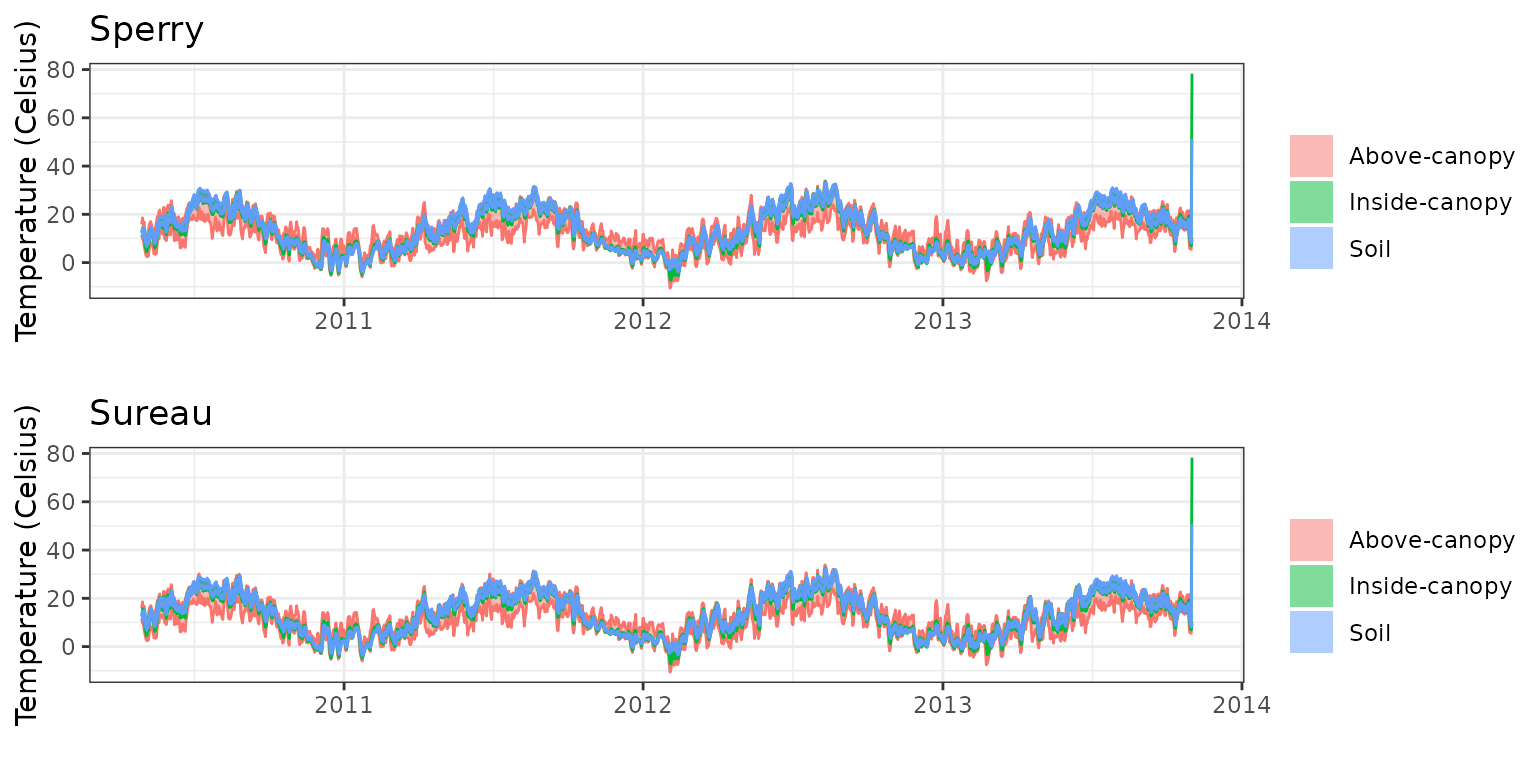 Sperry
Temperature (Celsius)
80
60
40
20
0
2011 2012 2013 2014
Above-canopy
Inside-canopy
Soil
Sureau
Temperature (Celsius)
80
60
40
20
0
2011 2012 2013 2014
Above-canopy
Inside-canopy
Soil